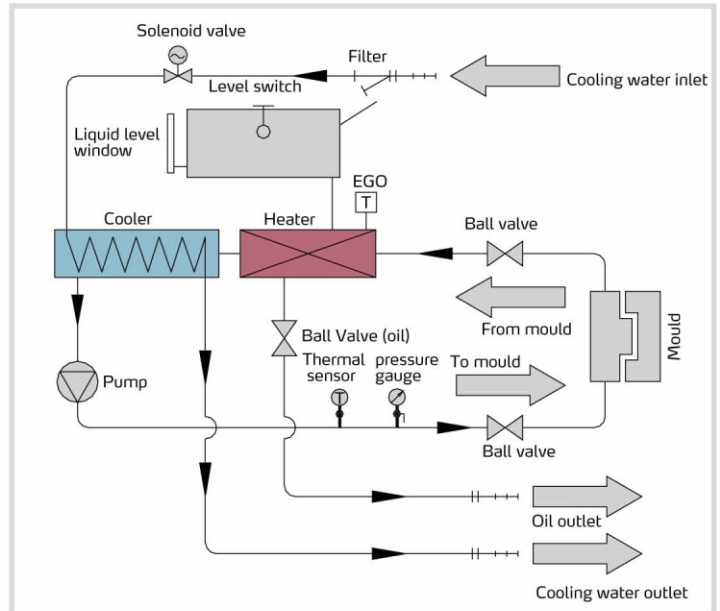 Solenoid valve
Filter
Cooling water inlet
Level switch
Liquid level
window
EGO
T
Cooler
Heater
Ball valve
From mould
Mould
Ball Valve (oil)
Thermal
sensor
pressure
gauge
To mould
Pump
T
Ball valve
Oil outlet
Cooling water outlet